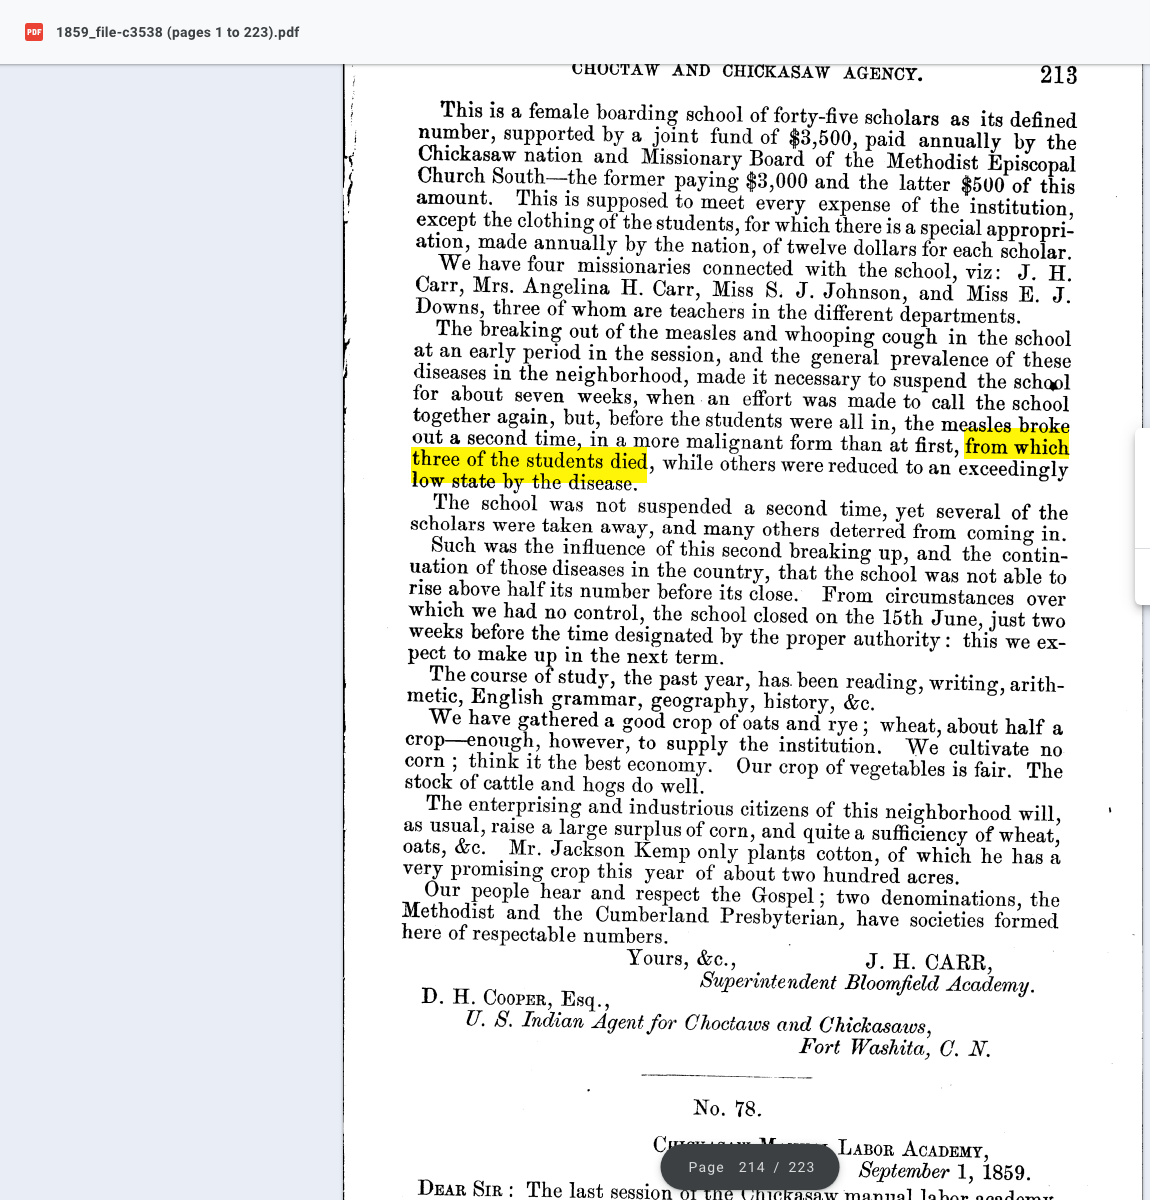 PDF 1859_file-c3538 (pages 1 to 223).pdf
CHOCTAW AND CHICKASAW AGENCY. 213
This is a female boarding school of forty-five scholars as its defined
number, supported by a joint fund of $3,500, paid annually by the
Chickasaw nation and Missionary Board of the Methodist Episcopal
Church South—the former paying $3,000 and the latter $500 of this
amount. This is supposed to meet every expense of the institution,
except the clothing of the students, for which there is a special appropri-
ation, made annually by the nation, of twelve dollars for each scholar.
We have four missionaries connected with the school, viz: J. H.
Carr, Mrs. Angelina H. Carr, Miss S. J. Johnson, and Miss E. J.
Downs, three of whom are teachers in the different departments.
The breaking out of the measles and whooping cough in the school
at an early period in the session, and the general prevalence of these
diseases in the neighborhood, made it necessary to suspend the school
for about seven weeks, when an effort was made to call the school
together again, but, before the students were all in, the measles broke
out a second time, in a more malignant form than at first, from which
three of the students died, while others were reduced to an exceedingly
low state by the disease.
The school was not suspended a second time, yet several of the
scholars were taken away, and many others deterred from coming in.
Such was the influence of this second breaking up, and the contin-
uation of those diseases in the country, that the school was not able to
rise above half its number before its close. From circumstances over
which we had no control, the school closed on the 15th June, just two
weeks before the time designated by the proper authority: this we ex-
pect to make up in the next term.
The course of study, the past year, has been reading, writing, arith-
metic, English grammar, geography, history, &c.
We have gathered a good crop of oats and rye; wheat, about half a
crop—enough, however, to supply the institution. We cultivate no
corn; think it the best economy. Our crop of vegetables is fair. The
stock of cattle and hogs do well.
The enterprising and industrious citizens of this neighborhood will,
as usual, raise a large surplus of corn, and quite a sufficiency of wheat,
oats, &c. Mr. Jackson Kemp only plants cotton, of which he has a
very promising crop this year of about two hundred acres.
Our people hear and respect the Gospel; two denominations, the
Methodist and the Cumberland Presbyterian, have societies formed
here of respectable numbers.
Yours, &c., J. H. CARR,
Superintendent Bloomfield Academy.
D. H. COOPER, Esq.,
U. S. Indian Agent for Choctaws and Chickasaws,
Fort Washita, C. N.
No. 78.
LABOR ACADEMY,
Page 214 / 223
September 1, 1859.
DEAR SIR: The last session of the Chickasaw manual labor academy